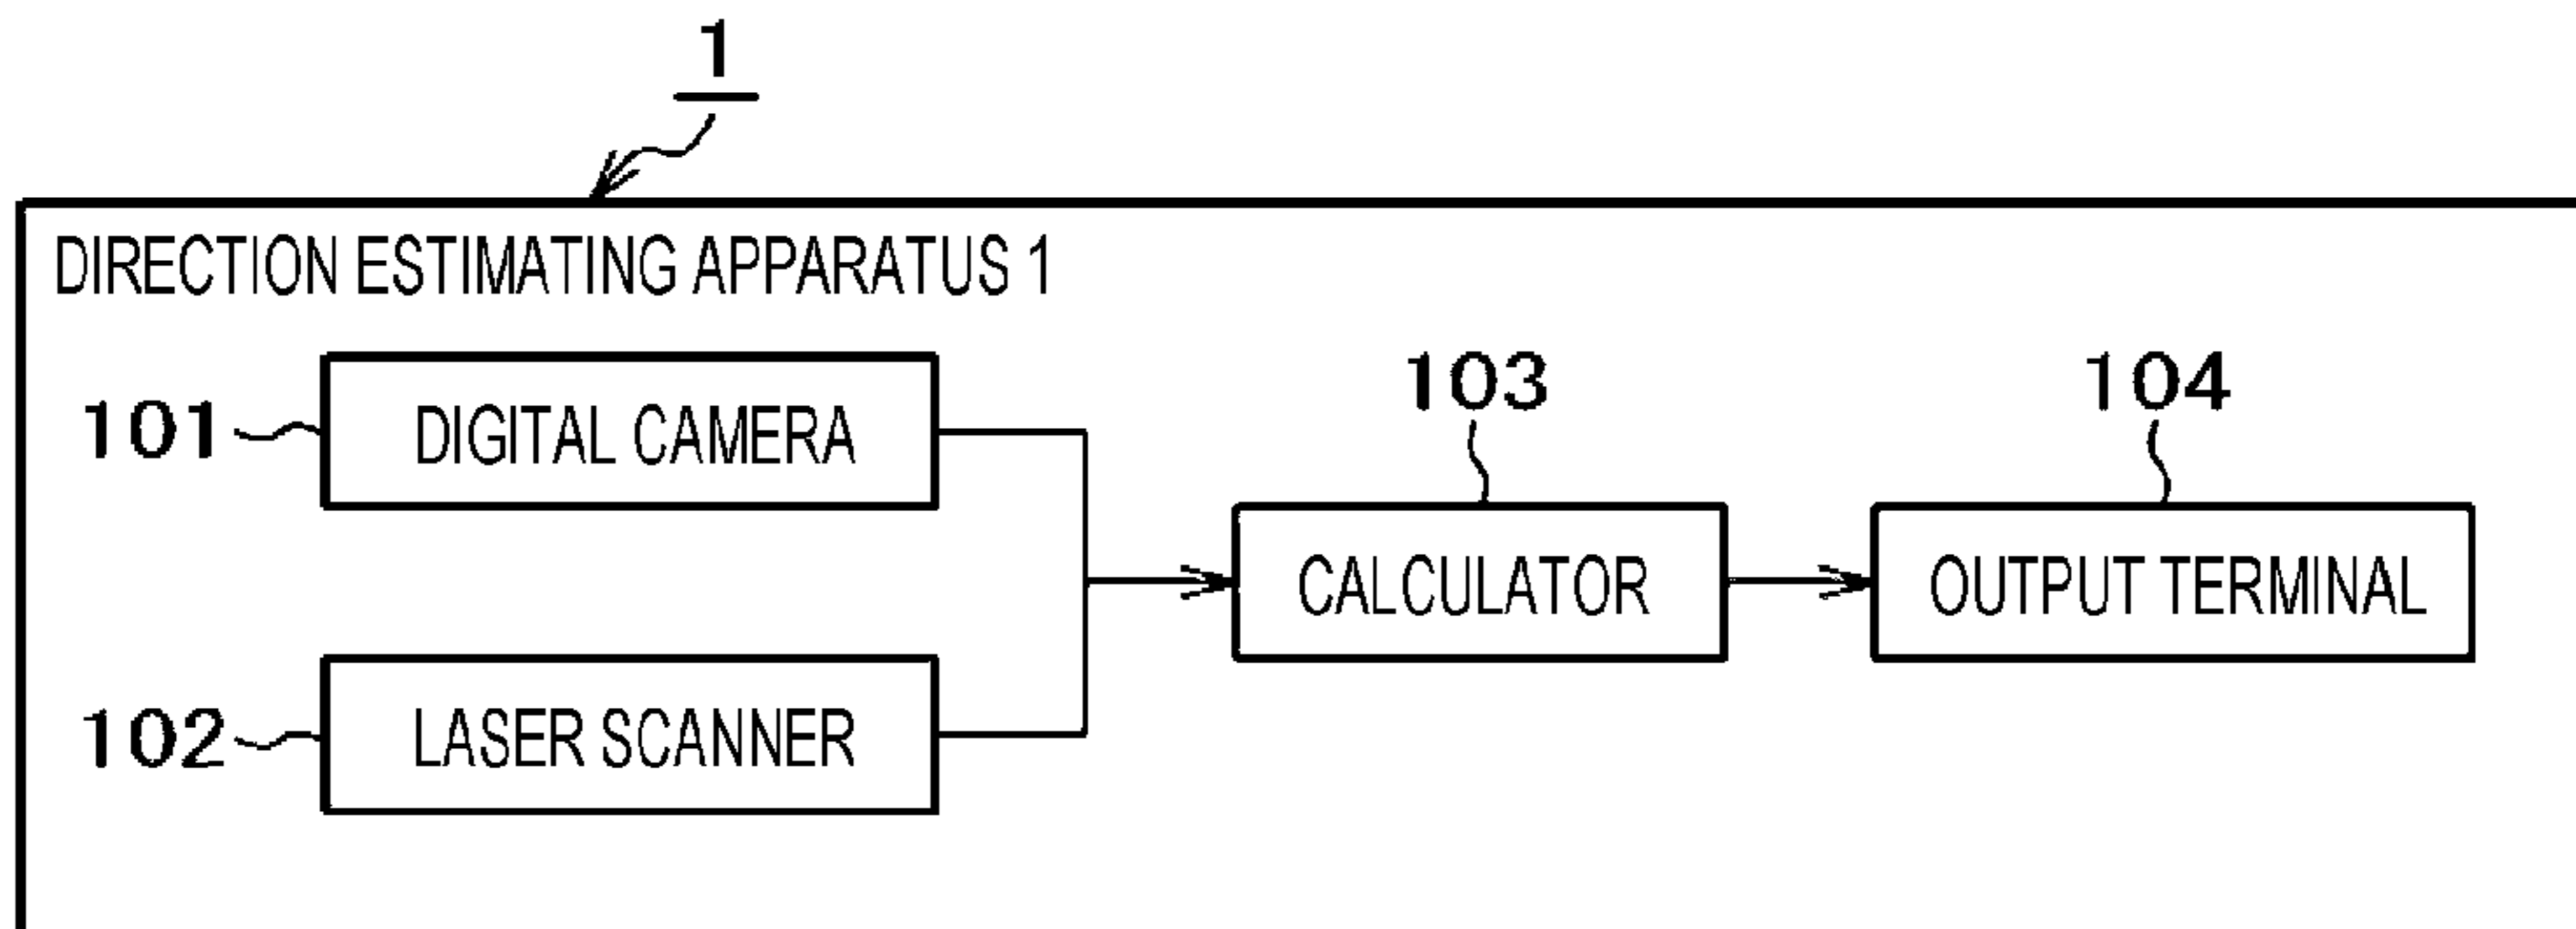 1
DIRECTION ESTIMATING APPARATUS 1
101
DIGITAL CAMERA
103
104
CALCULATOR
OUTPUT TERMINAL
102
LASER SCANNER